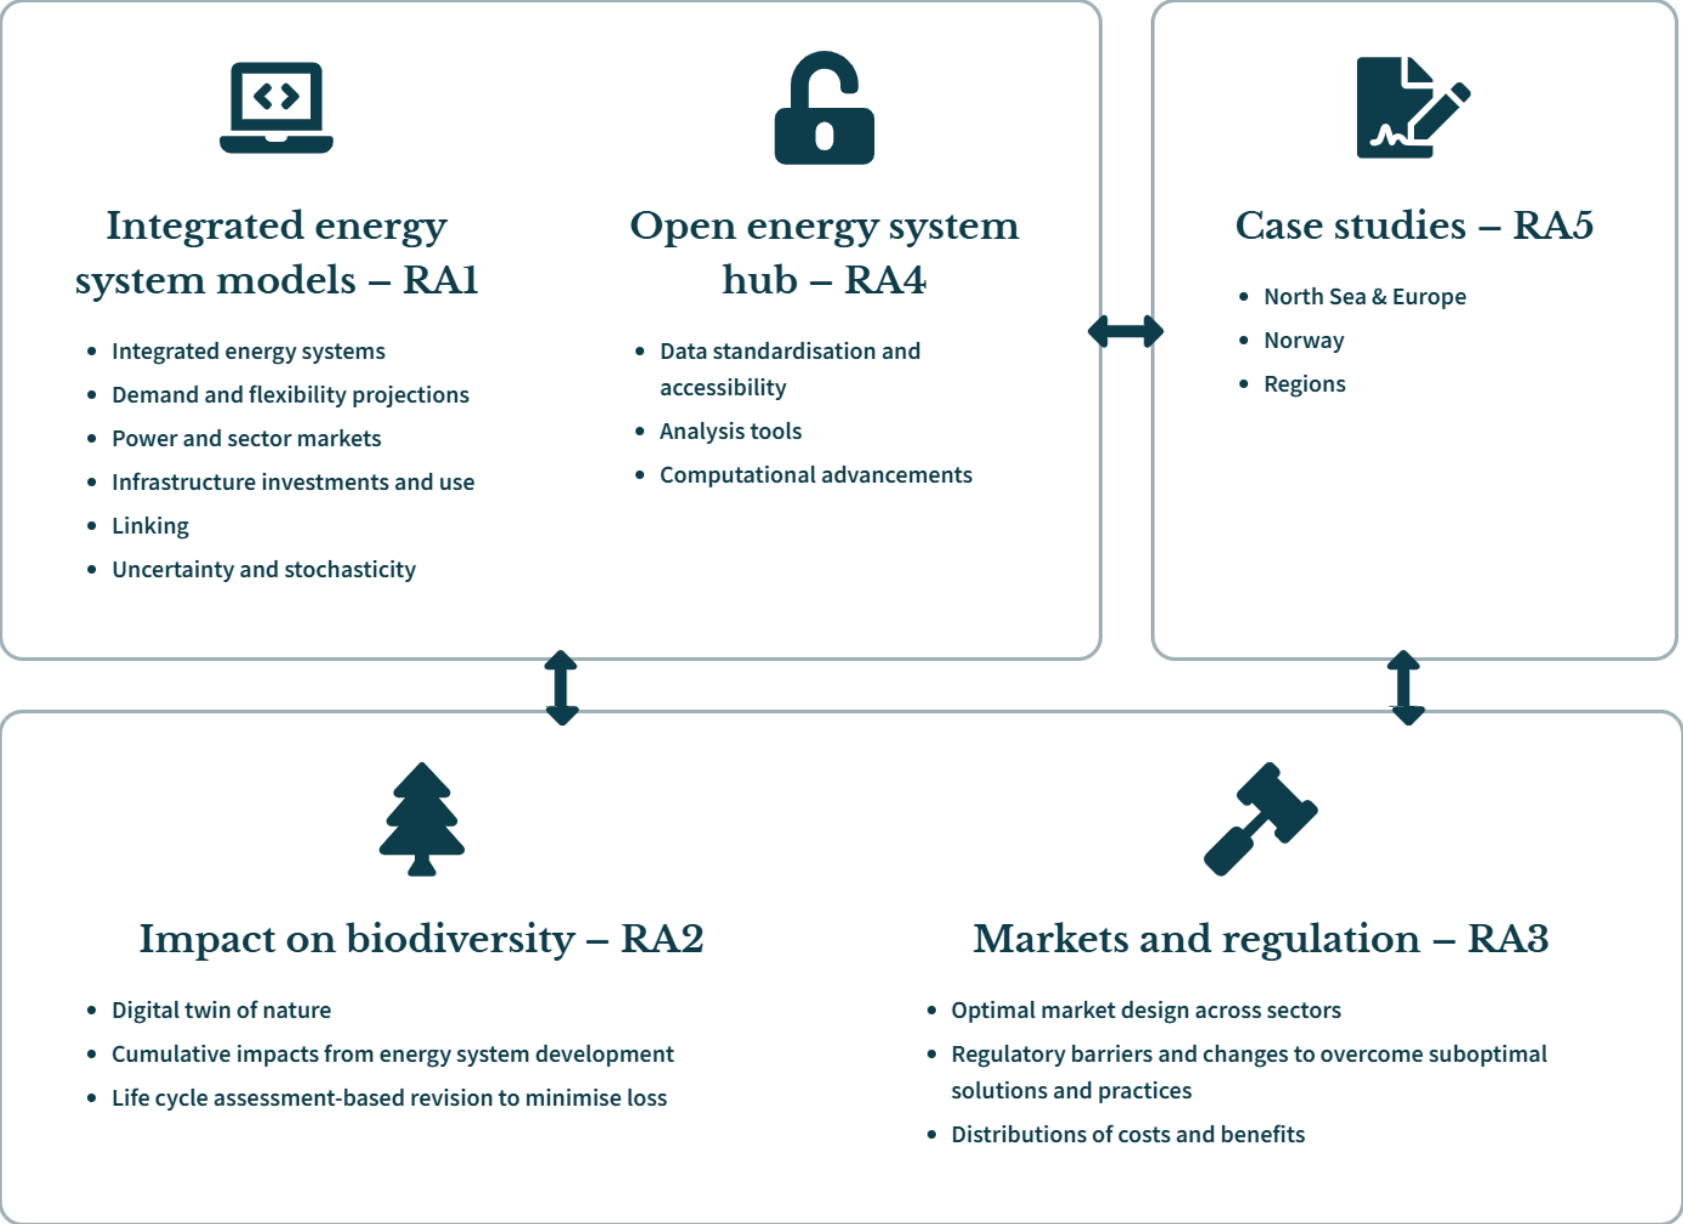 Integrated energy
system models – RA1
• Integrated energy systems
• Demand and flexibility projections
• Power and sector markets
• Infrastructure investments and use
• Linking
• Uncertainty and stochasticity
Open energy system
hub – RA4
• Data standardisation and
accessibility
• Analysis tools
• Computational advancements
Case studies – RA5
• North Sea & Europe
• Norway
• Regions
Impact on biodiversity – RA2
• Digital twin of nature
• Cumulative impacts from energy system development
• Life cycle assessment-based revision to minimise loss
Markets and regulation – RA3
• Optimal market design across sectors
• Regulatory barriers and changes to overcome suboptimal
solutions and practices
• Distributions of costs and benefits